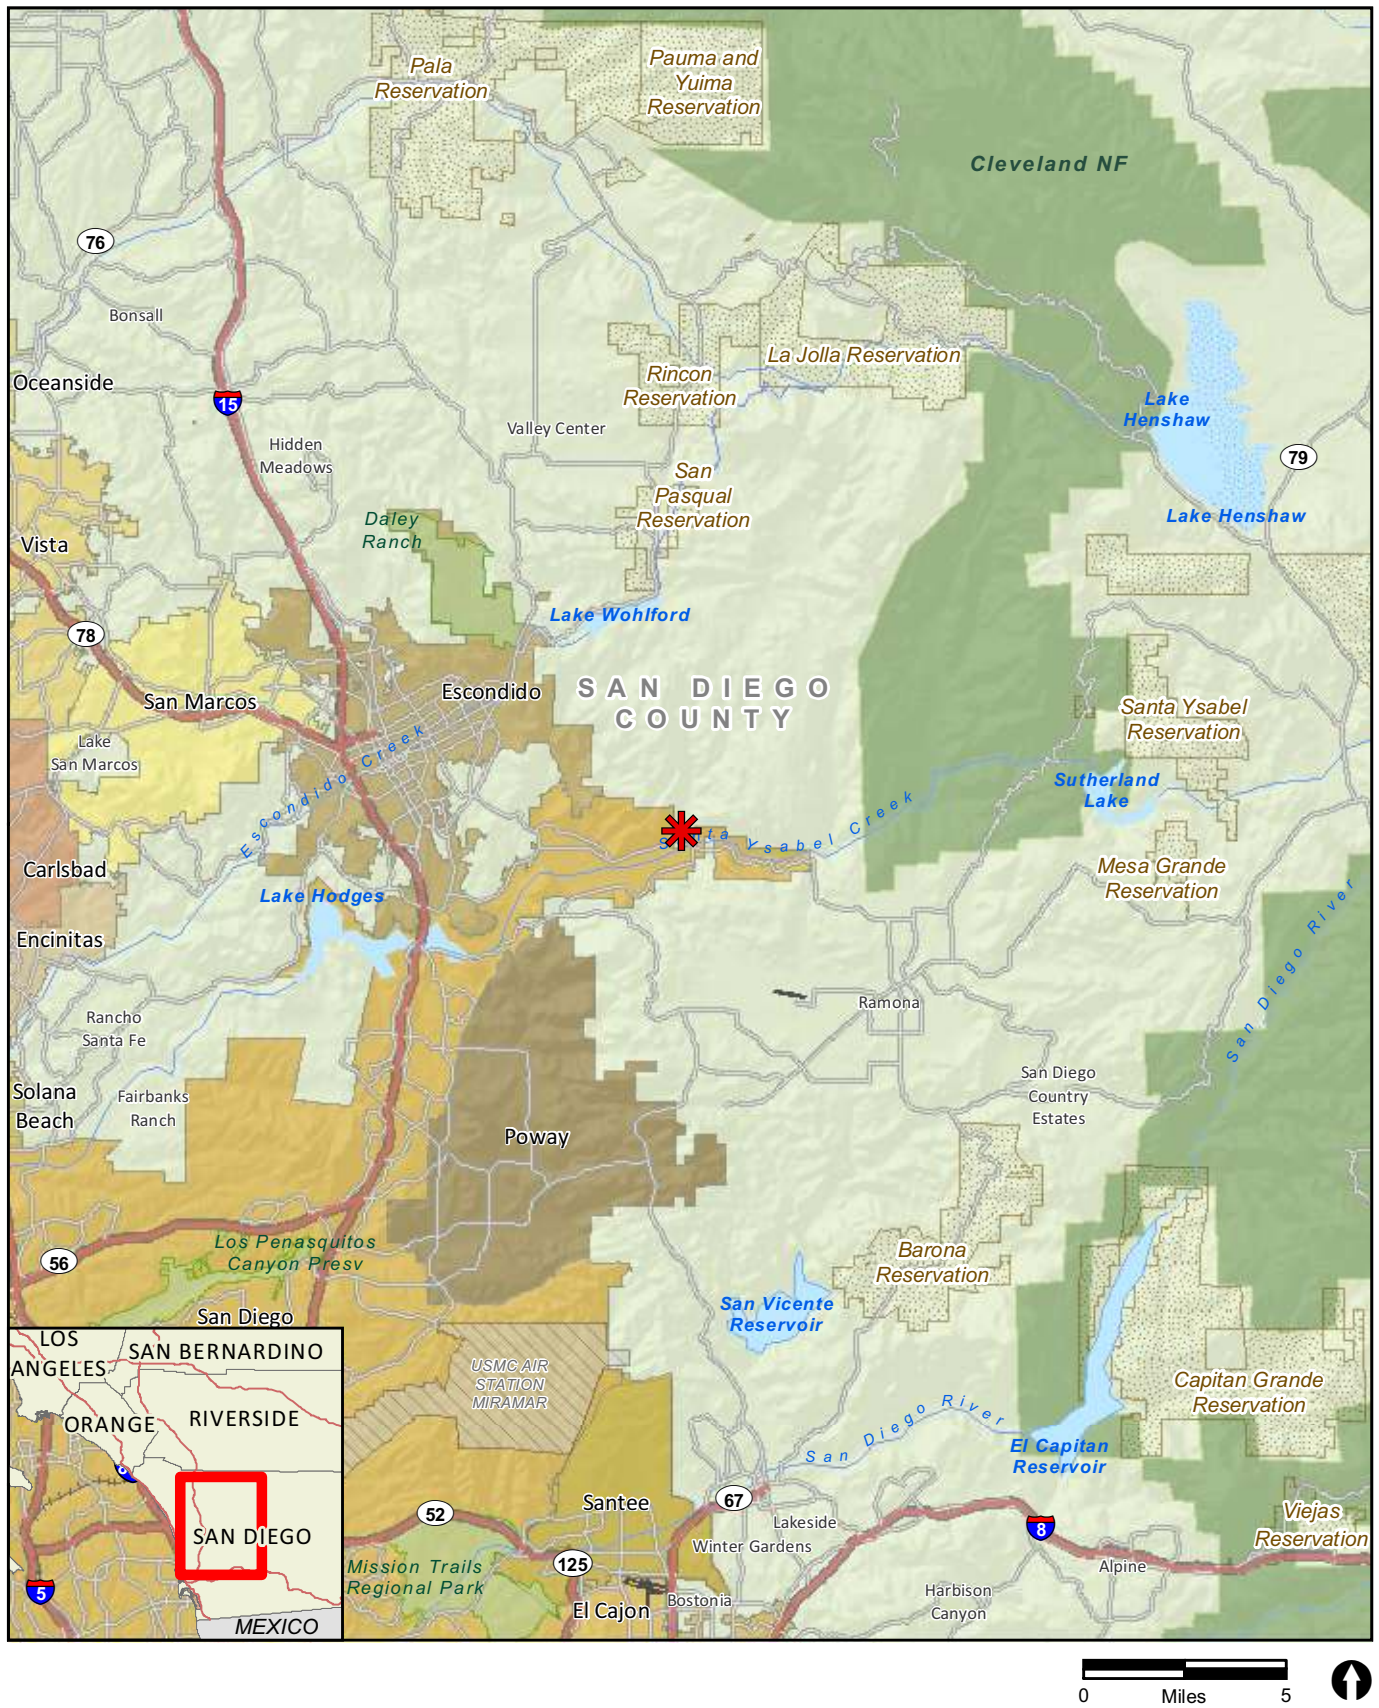 Pala
Reservation
Pauma and
Yuima
Reservation
Cleveland NF
76
Bonsall
Oceanside
15
La Jolla Reservation
Rincon
Reservation
Lake
Henshaw
Valley Center
Hidden
Meadows
79
San
Pasqual
Reservation
Lake Henshaw
Daley
Ranch
Vista
Lake Wohlford
78
SAN DIEGO
COUNTY
Escondido
San Marcos
Santa Ysabel
Reservation
Lake
San Marcos
Escondido Creek
Sutherland
Lake
Santa Ysabel Creek
Carlsbad
Mesa Grande
Reservation
Lake Hodges
Encinitas
San Diego River
Ramona
Rancho
Santa Fe
San Diego
Country
Estates
Solana
Beach
Fairbanks
Ranch
Poway
Los Penasquitos
Canyon Presv
56
Barona
Reservation
San Diego
San Vicente
Reservoir
USMC AIR
STATION
MIRAMAR
Capitan Grande
Reservation
San Diego River
El Capitan
Reservoir
Santee
67
52
Lakeside
Winter Gardens
8
Viejas
Reservation
125
Alpine
Mission Trails
Regional Park
El Cajon
Bostonia
Harbison
Canyon
LOS
ANGELES
SAN BERNARDINO
ORANGE
RIVERSIDE
SAN DIEGO
5
MEXICO
0 Miles 5